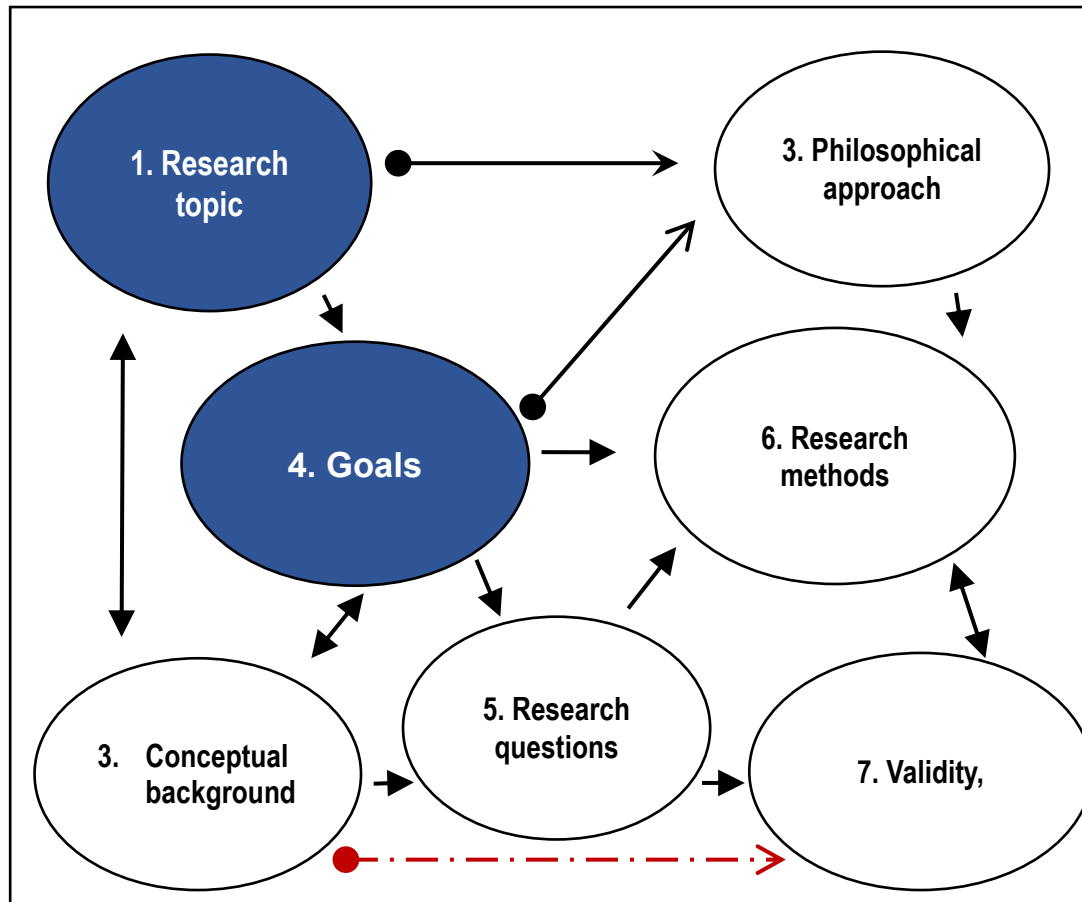 1. Research
topic
3. Philosophical
approach
4. Goals
6. Research
methods
3. Conceptual
background
5. Research
questions
7. Validity,